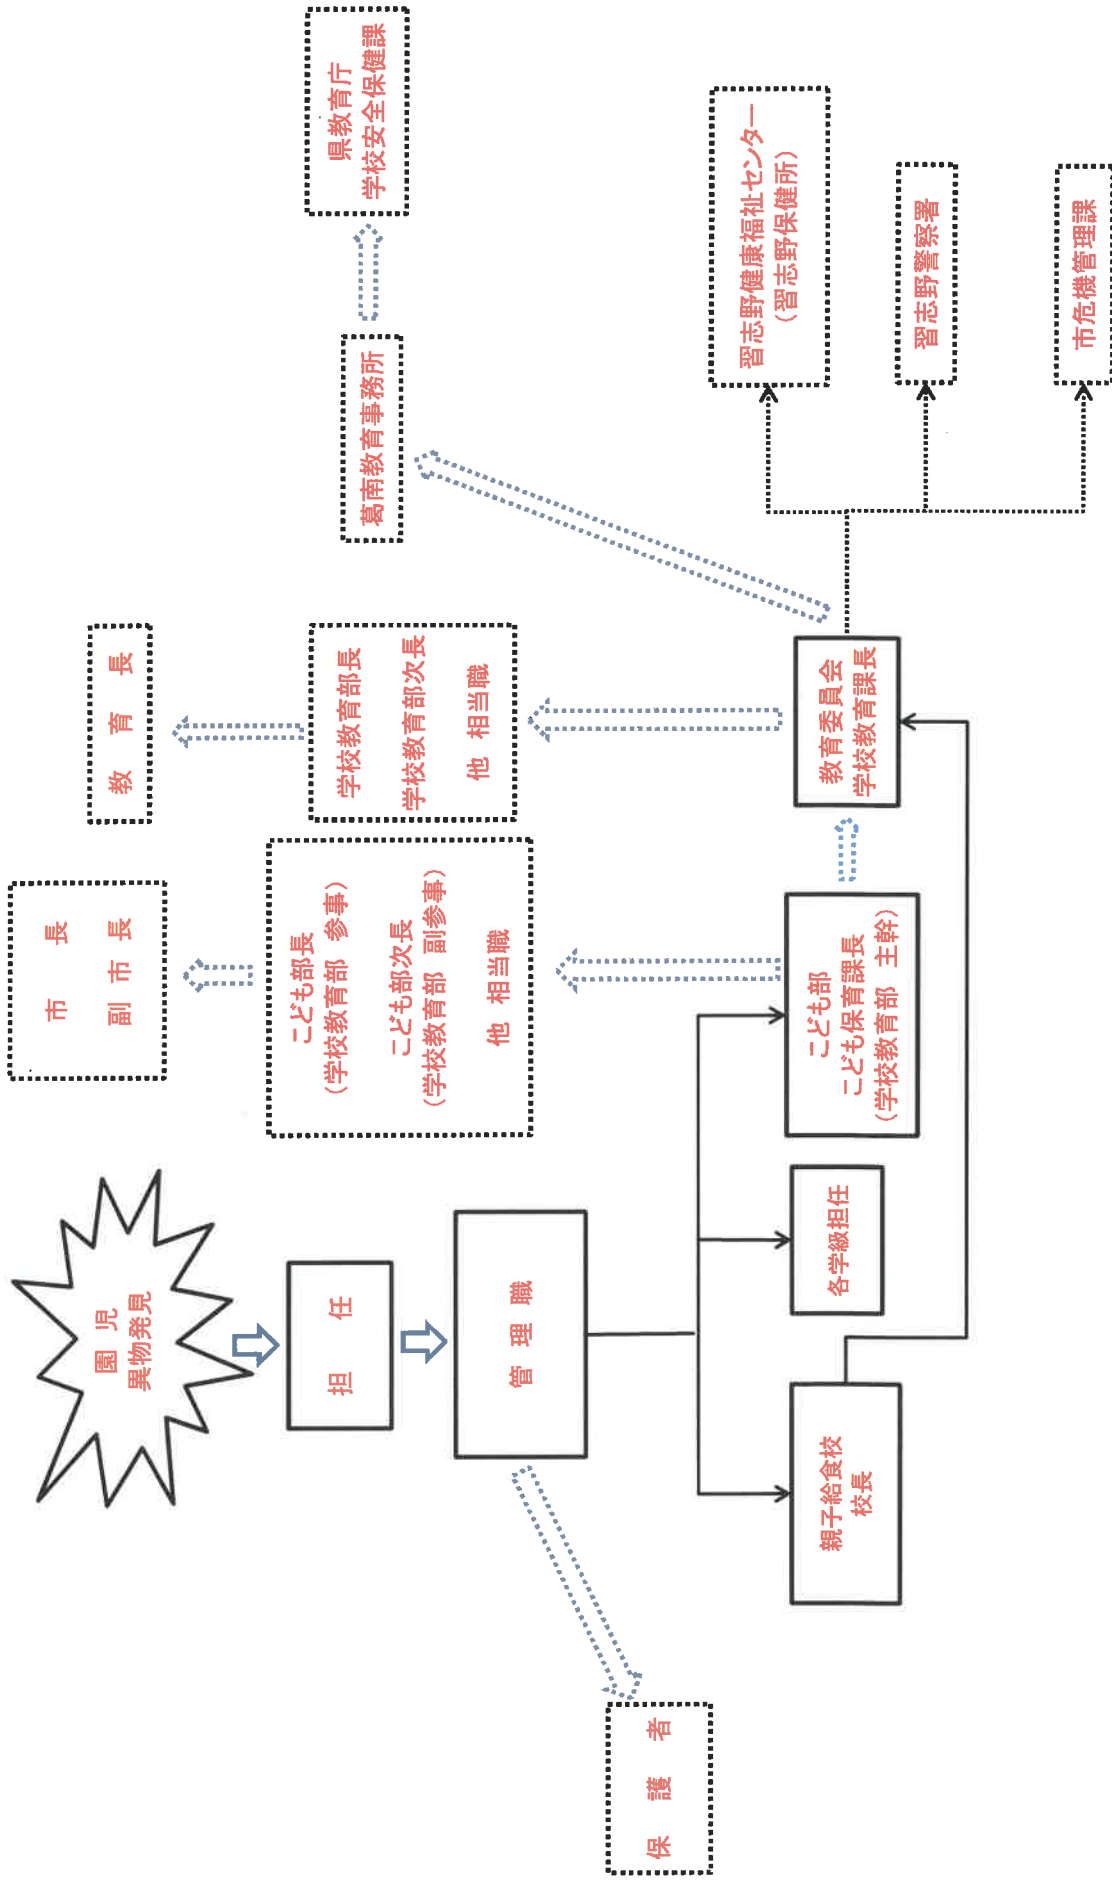 園　児
異物発見
担　　任
管　理　職
保　護　者
親子給食校
校長
各学級担任
こども部
こども保育課長
（学校教育部　主幹）
教育委員会
学校教育課長
こども部長
（学校教育部　参事）
こども部次長
（学校教育部　副参事）
他　相当職
市　　長
副　市　長
学校教育部長
学校教育部次長
他　相当職
教　育　長
葛南教育事務所
県教育庁
学校安全保健課
習志野健康福祉センター
（習志野保健所）
習志野警察署
市危機管理課